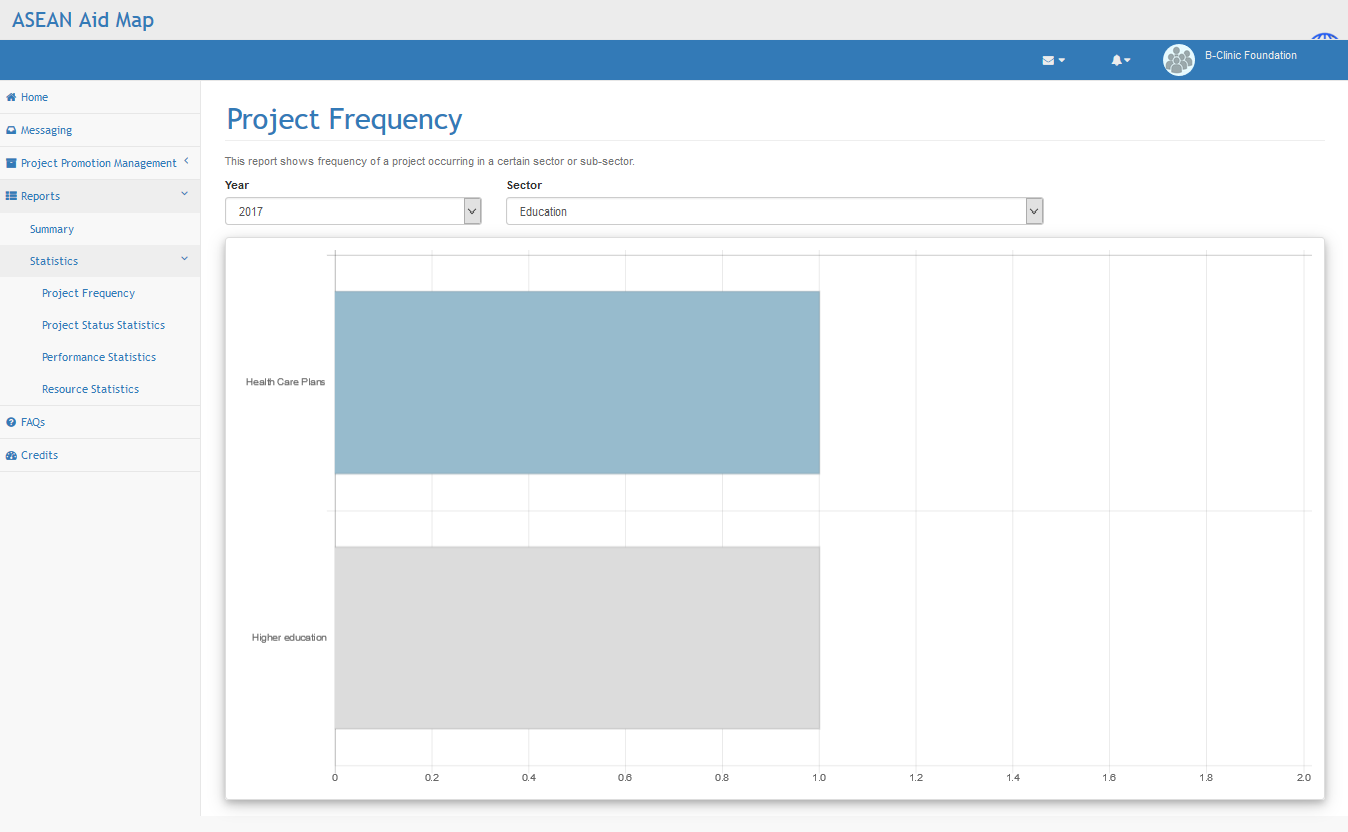 ASEAN Aid Map
B-Clinic Foundation
Home
Messaging
Project Promotion Management
Reports
Summary
Statistics
Project Frequency
Project Status Statistics
Performance Statistics
Resource Statistics
FAQs
Credits
Project Frequency
This report shows frequency of a project occurring in a certain sector or sub-sector.
Year Sector
2017 Education
Health Care Plans
Higher education
0 0.2 0.4 0.6 0.8 1.0 1.2 1.4 1.6 1.8 2.0